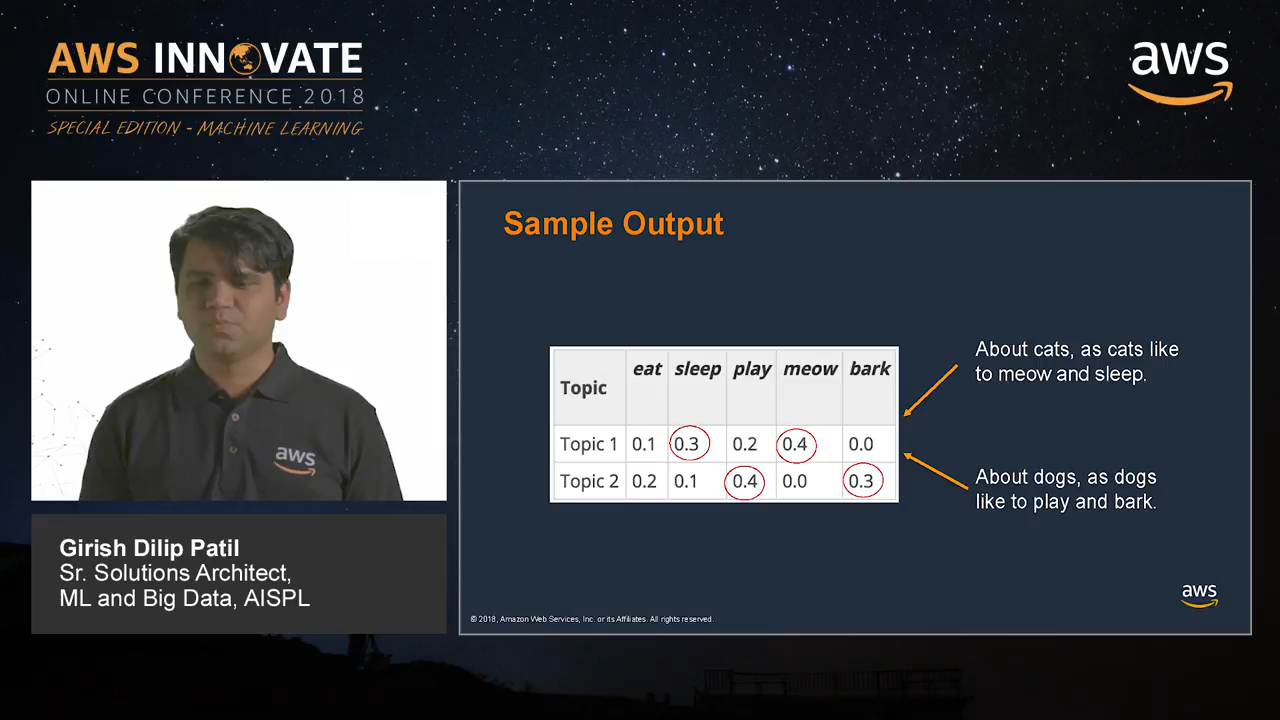 AWS INNOVATE
ONLINE CONFERENCE 2018
SPECIAL EDITION - MACHINE LEARNING
aws
aws
Girish Dilip Patil
Sr. Solutions Architect,
ML and Big Data, AISPL
Sample Output
Topic eat sleep play meow bark
Topic 1 0.1 0.3 0.2 0.4 0.0
Topic 2 0.2 0.1 0.4 0.0 0.3
About cats, as cats like
to meow and sleep.
About dogs, as dogs
like to play and bark.
aws
© 2018, Amazon Web Services, Inc. or its Affiliates. All rights reserved.